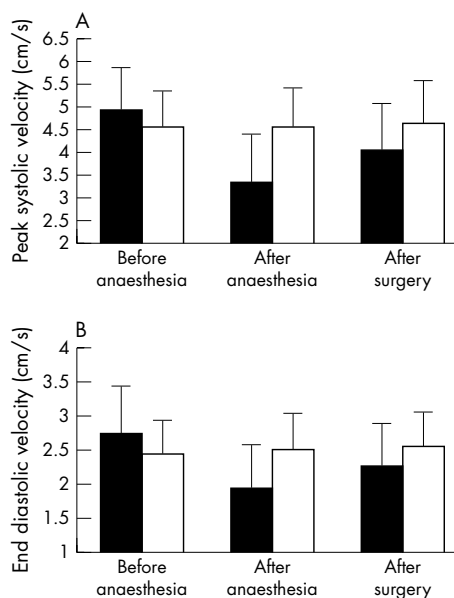 A
Peak systolic velocity (cm/s)
6.5
6
5.5
5
4.5
4
3.5
3
2.5
2
Before
anaesthesia
After
anaesthesia
After
surgery
B
End diastolic velocity (cm/s)
4
3.5
3
2.5
2
1.5
1
Before
anaesthesia
After
anaesthesia
After
surgery